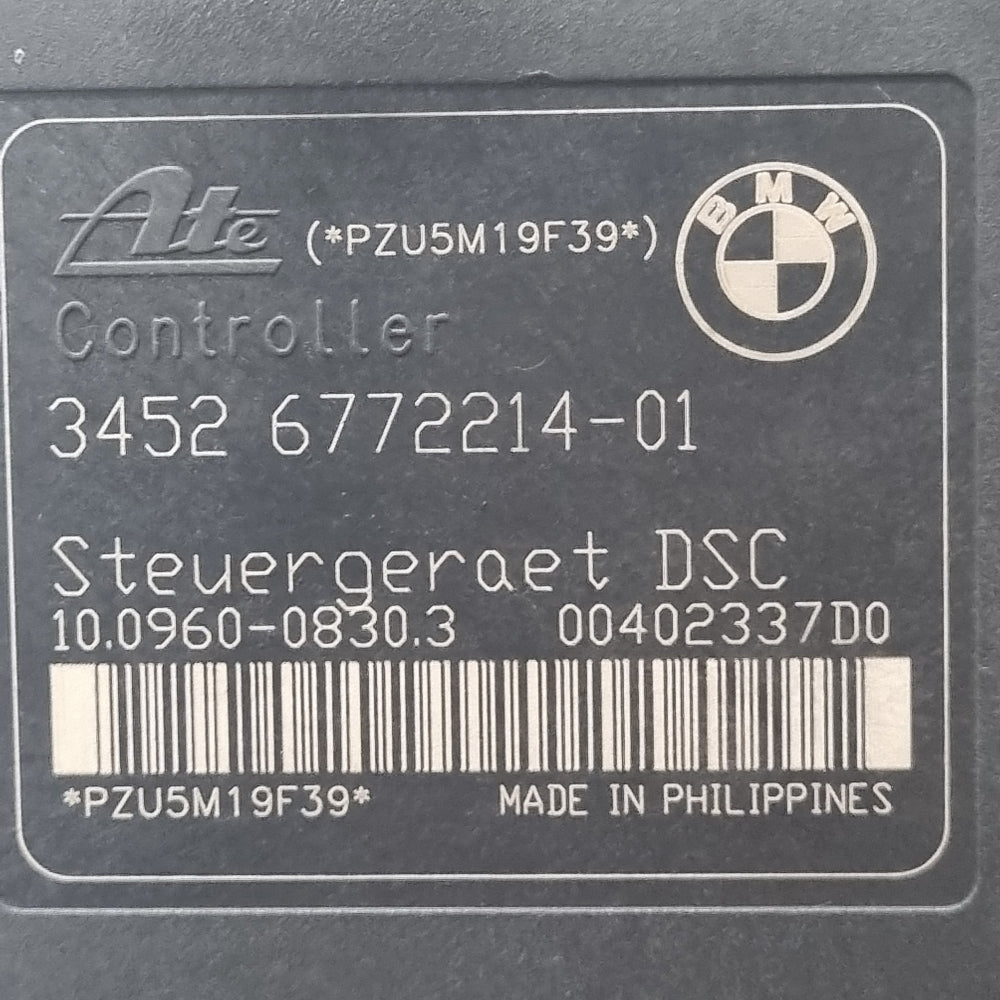 Ate (*PZU5M19F39*) BMW
Controller
3452 6772214-01
Steuergeraet DSC
10.0960-0830.3 00402337D0
*PZU5M19F39* MADE IN PHILIPPINES